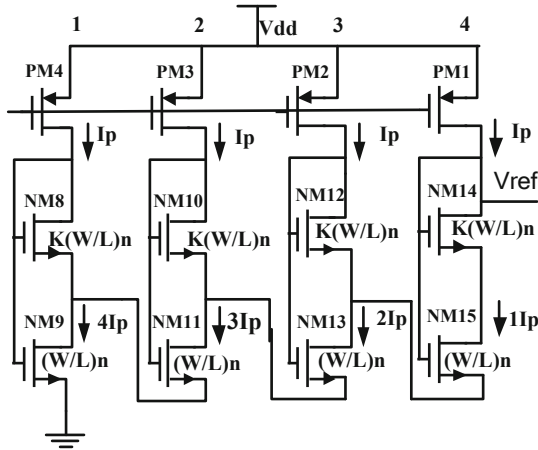 1 2 Vdd 3 4
PM4 PM3 PM2 PM1
Ip Ip Ip Ip
NM8 NM10 NM12 NM14 Vref
K(W/L)n K(W/L)n K(W/L)n K(W/L)n
NM9 4Ip NM11 3Ip NM13 2Ip NM15 1Ip
(W/L)n (W/L)n (W/L)n (W/L)n